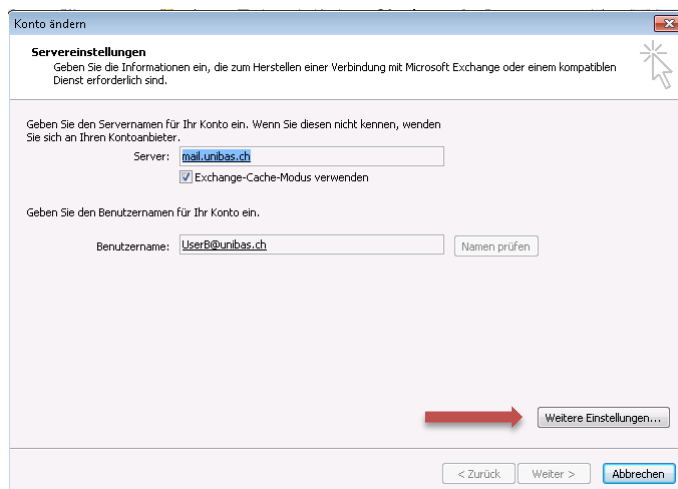 Konto ändern
Servereinstellungen
Geben Sie die Informationen ein, die zum Herstellen einer Verbindung mit Microsoft Exchange oder einem kompatiblen
Dienst erforderlich sind.
Geben Sie den Servernamen für Ihr Konto ein. Wenn Sie diesen nicht kennen, wenden
Sie sich an Ihren Kontoanbieter.
Server: mail.unibas.ch
Exchange-Cache-Modus verwenden
Geben Sie den Benutzernamen für Ihr Konto ein.
Benutzername: UserB@unibas.ch Namen prüfen
Weitere Einstellungen...
< Zurück Weiter > Abbrechen